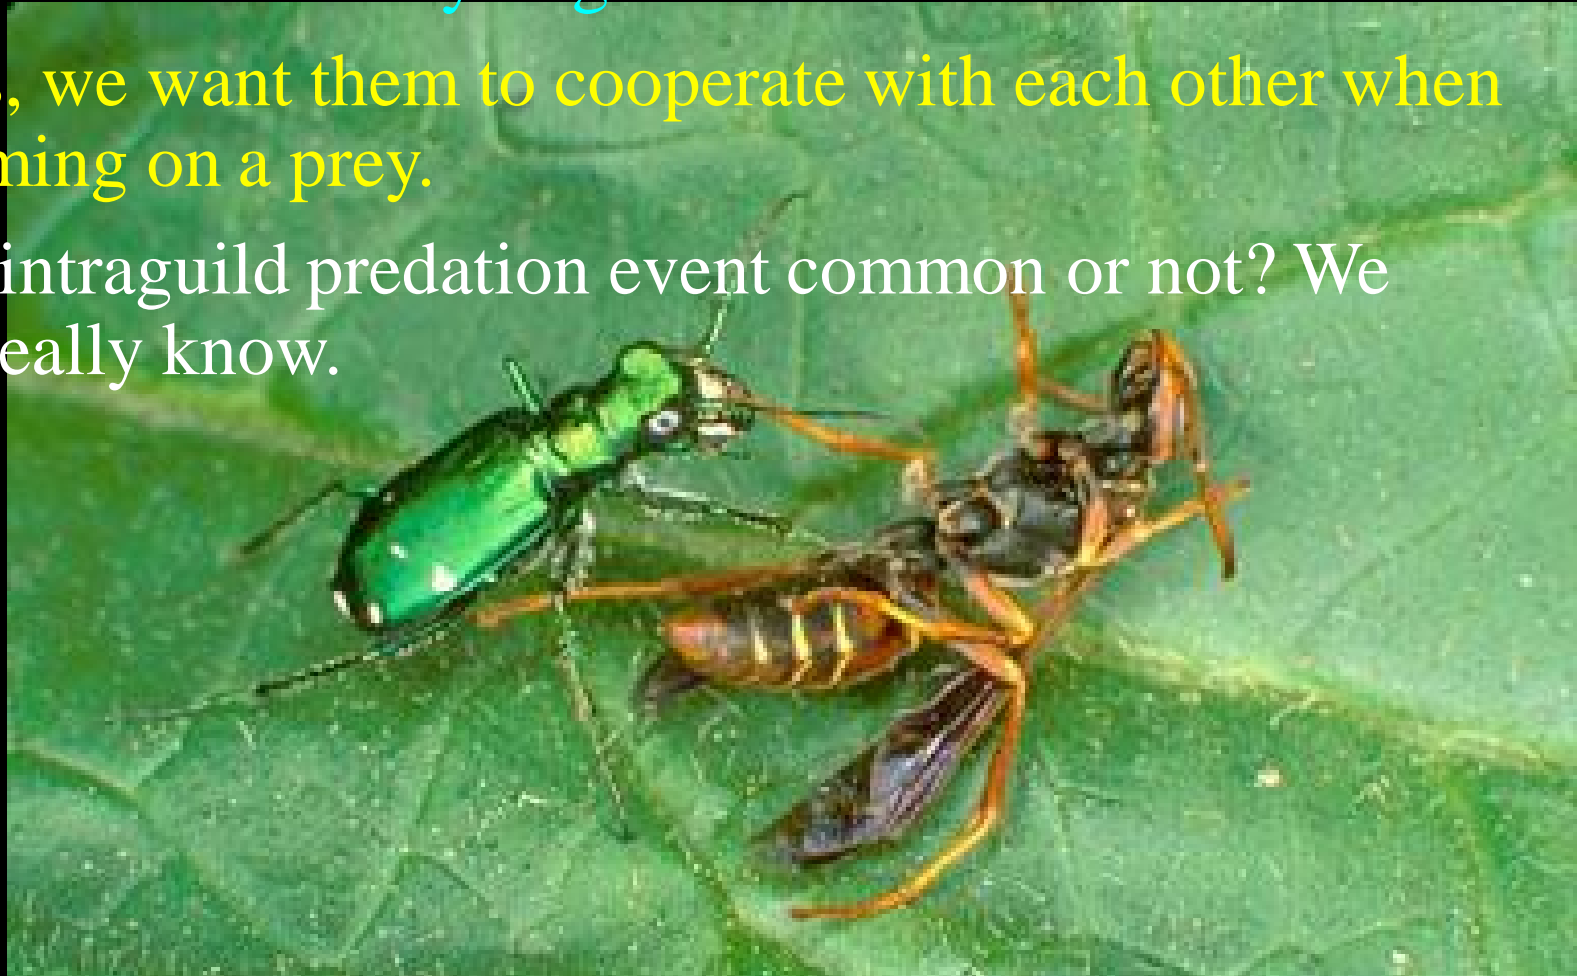 , we want them to cooperate with each other when
ming on a prey.
intraguild predation event common or not? We
eally know.